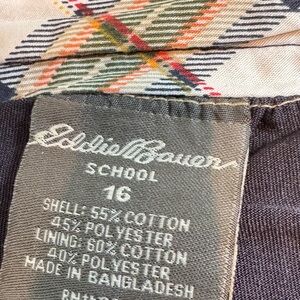 Eddie Bauer
SCHOOL
16
SHELL: 55% COTTON
45% POLYESTER
LINING: 60% COTTON
40% POLYESTER
MADE IN BANGLADESH